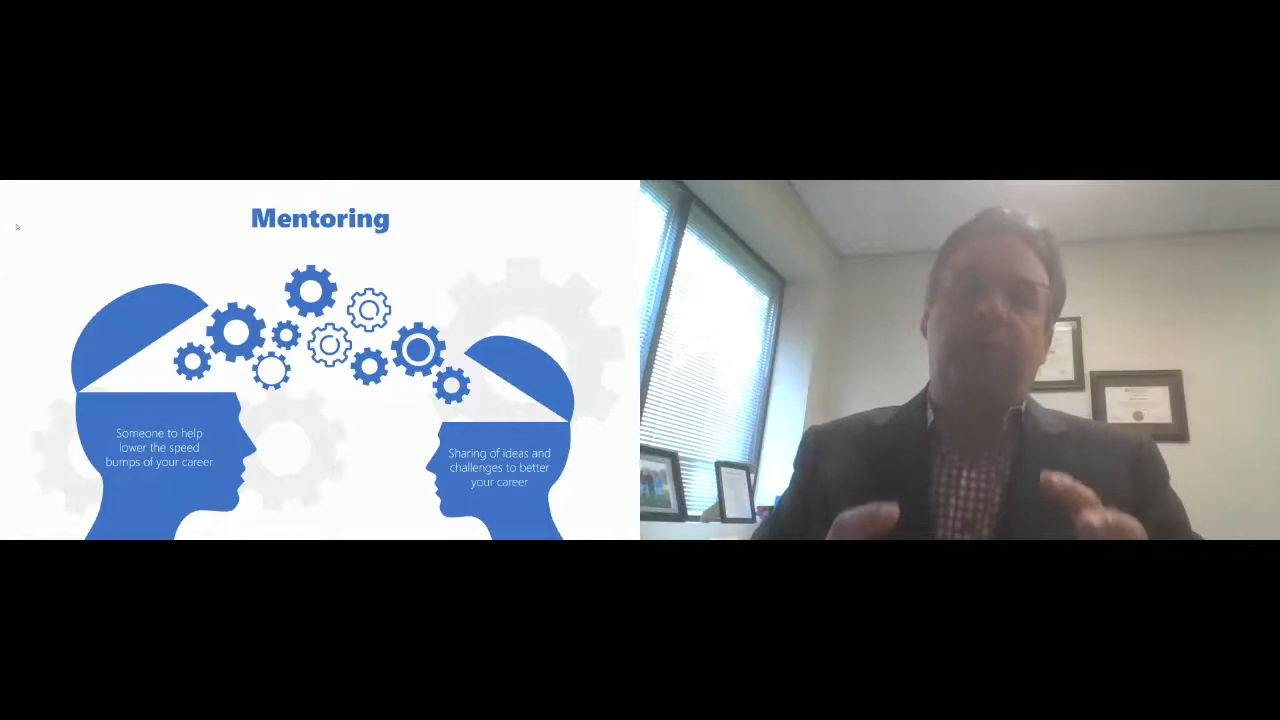 Mentoring
Someone to help
lower the speed
bumps of your career
Sharing of ideas and
challenges to better
your career